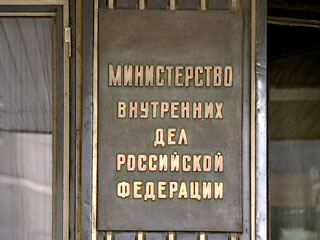 МИНИСТЕРСТВО
ВНУТРЕННИХ
ДЕЛ
РОССИЙСКОЙ
ФЕДЕРАЦИИ